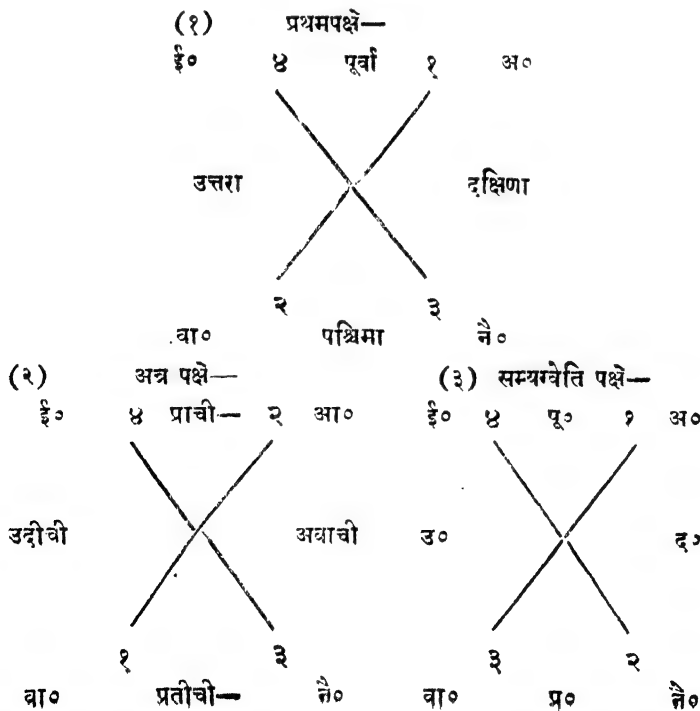 (१) प्रथमपक्षे—
ई० ४ पूर्वा १ अ०
उत्तरा दक्षिणा
२ ३
वा० पश्चिमा नै०
(२) अत्र पक्षे—
ई० ४ प्राची— २ आ०
उदीची अवाची
१ ३
वा० प्रतीची— नै०
(३) सम्यग्वेति पक्षे—
ई० ४ पू० १ अ०
उ० द०
३ २
वा० प्र० नै०